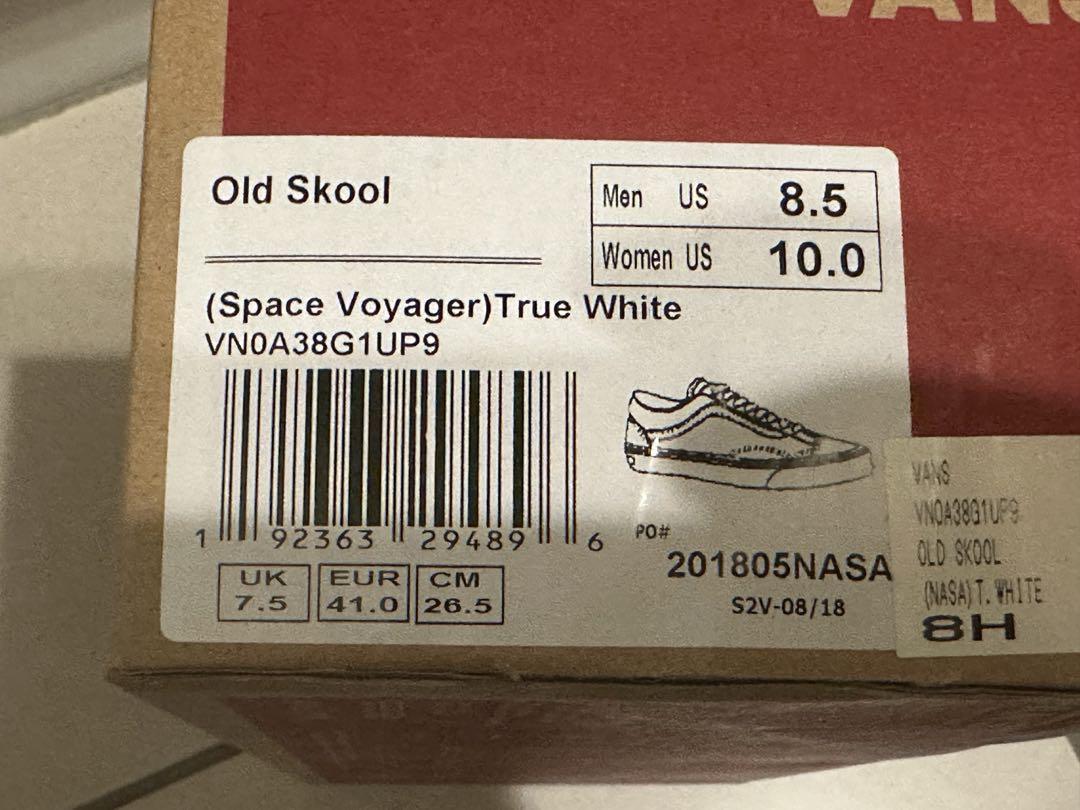 VANS
Old Skool
Men US 8.5
Women US 10.0
(Space Voyager)True White
VN0A38G1UP9
1 92363 29489 6
UK 7.5
EUR 41.0
CM 26.5
PO#
201805NASA
S2V-08/18
VANS
VN0A38G1UP9
OLD SKOOL
(NASA)T.WHITE
8H